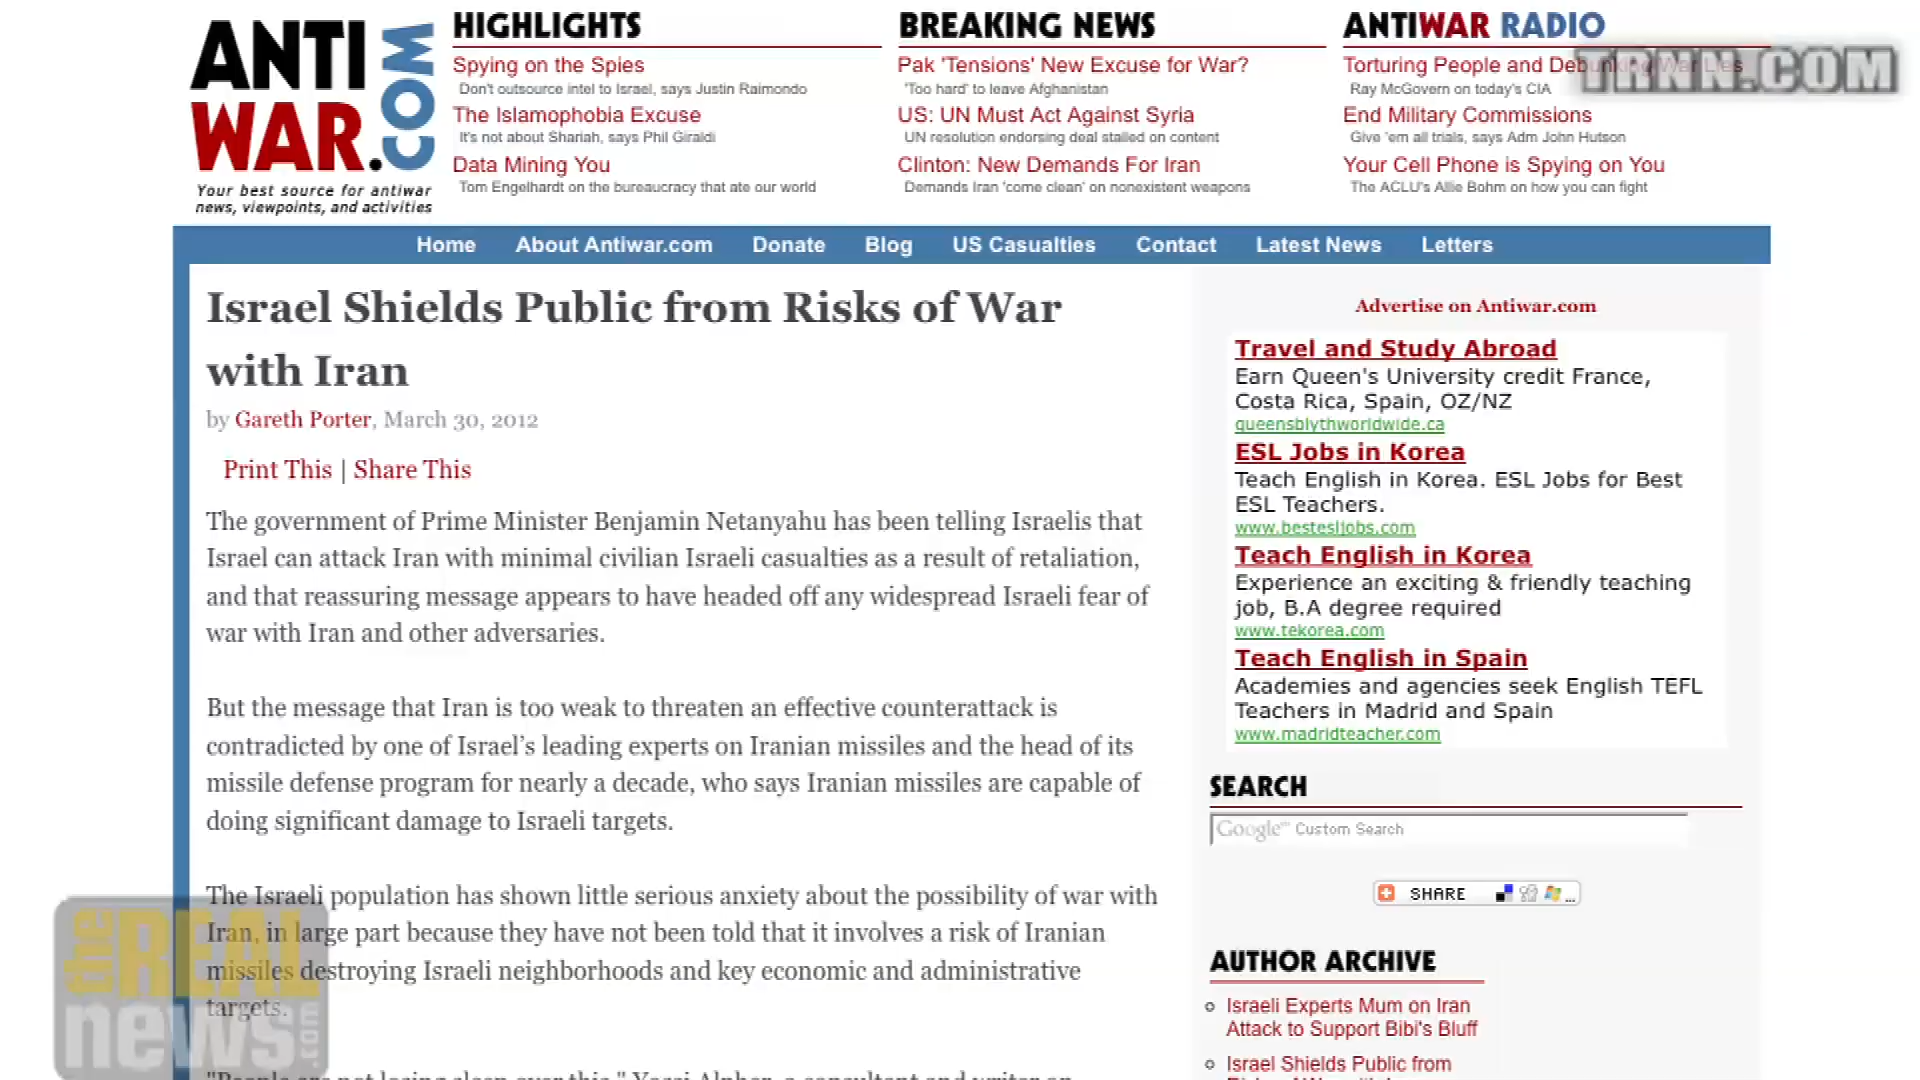 ANTI
WAR.COM
Your best source for antiwar
news, viewpoints, and activities
HIGHLIGHTS
Spying on the Spies
Don't outsource intel to Israel, says Justin Raimondo
The Islamophobia Excuse
It's not about Shariah, says Phil Giraldi
Data Mining You
Tom Engelhardt on the bureaucracy that ate our world
BREAKING NEWS
Pak 'Tensions' New Excuse for War?
'Too hard' to leave Afghanistan
US: UN Must Act Against Syria
UN resolution endorsing deal stalled on content
Clinton: New Demands For Iran
Demands Iran 'come clean' on nonexistent weapons
ANTIWAR RADIO
Torturing People and Debunking War Lies
Ray McGovern on today's CIA
End Military Commissions
Give 'em all trials, says Adm John Hutson
Your Cell Phone is Spying on You
The ACLU's Allie Bohm on how you can fight
TRNN.COM
Home About Antiwar.com Donate Blog US Casualties Contact Latest News Letters
Israel Shields Public from Risks of War
with Iran
by Gareth Porter, March 30, 2012
Print This | Share This
The government of Prime Minister Benjamin Netanyahu has been telling Israelis that
Israel can attack Iran with minimal civilian Israeli casualties as a result of retaliation,
and that reassuring message appears to have headed off any widespread Israeli fear of
war with Iran and other adversaries.
But the message that Iran is too weak to threaten an effective counterattack is
contradicted by one of Israel's leading experts on Iranian missiles and the head of its
missile defense program for nearly a decade, who says Iranian missiles are capable of
doing significant damage to Israeli targets.
The Israeli population has shown little serious anxiety about the possibility of war with
Iran, in large part because they have not been told that it involves a risk of Iranian
missiles destroying Israeli neighborhoods and key economic and administrative
targets.
"People are not losing sleep over this," Yossi Alpher, a consultant and writer on
the REAL
news.com
Advertise on Antiwar.com
Travel and Study Abroad
Earn Queen's University credit France,
Costa Rica, Spain, OZ/NZ
queensblythworldwide.ca
ESL Jobs in Korea
Teach English in Korea. ESL Jobs for Best
ESL Teachers.
www.bestesljobs.com
Teach English in Korea
Experience an exciting & friendly teaching
job, B.A degree required
www.tekorea.com
Teach English in Spain
Academies and agencies seek English TEFL
Teachers in Madrid and Spain
www.madridteacher.com
SEARCH
Google™ Custom Search
SHARE ...
AUTHOR ARCHIVE
Israeli Experts Mum on Iran
Attack to Support Bibi's Bluff
Israel Shields Public from